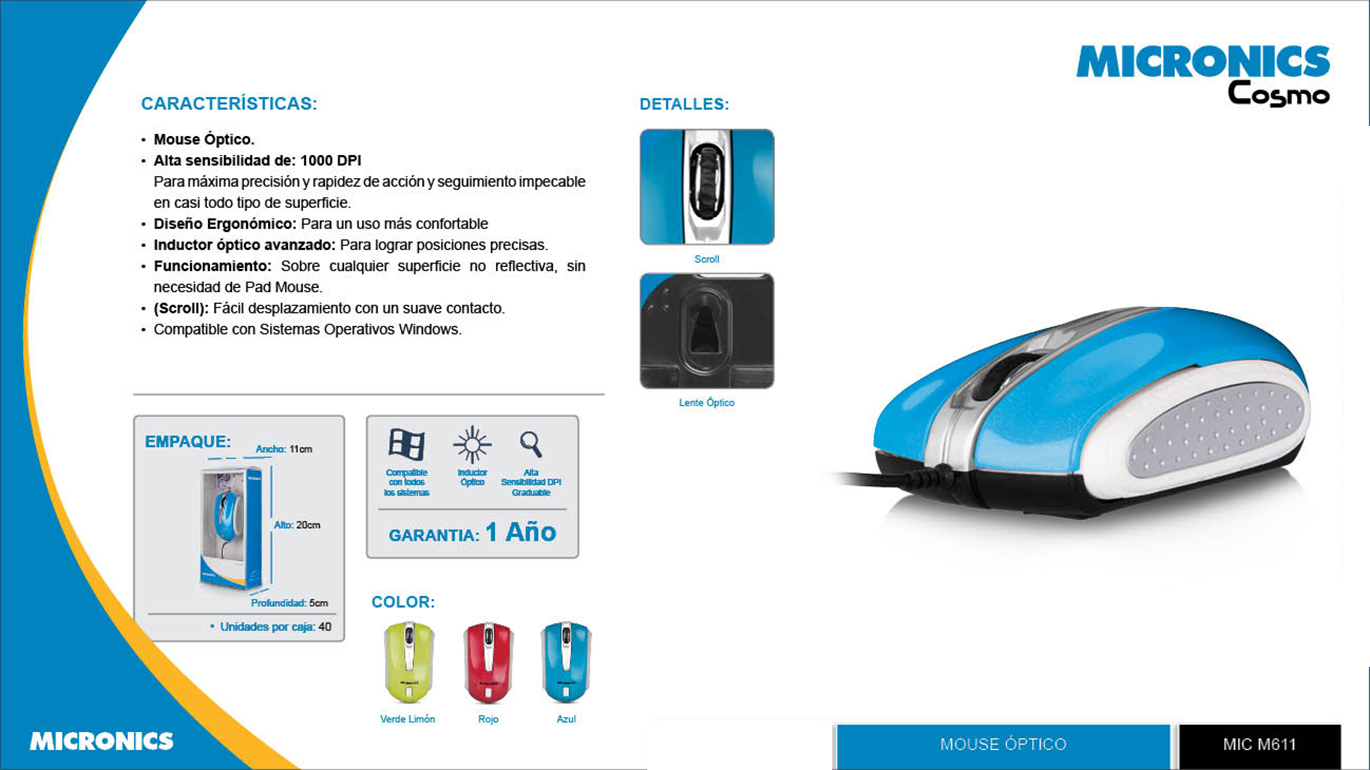 MICRONICS
Cosmo
CARACTERÍSTICAS:
• Mouse Óptico.
• Alta sensibilidad de: 1000 DPI
Para máxima precisión y rapidez de acción y seguimiento impecable
en casi todo tipo de superficie.
• Diseño Ergonómico: Para un uso más confortable
• Inductor óptico avanzado: Para lograr posiciones precisas.
• Funcionamiento: Sobre cualquier superficie no reflectiva, sin
necesidad de Pad Mouse.
• (Scroll): Fácil desplazamiento con un suave contacto.
• Compatible con Sistemas Operativos Windows.
DETALLES:
Scroll
Lente Óptico
EMPAQUE:
Ancho: 11cm
Alto: 20cm
Profundidad: 5cm
• Unidades por caja: 40
Compatible
con todos
los sistemas
Inductor
Óptico
Alta
Sensibilidad DPI
Graduable
GARANTIA: 1 Año
COLOR:
Verde Limón
Rojo
Azul
MICRONICS
MOUSE ÓPTICO
MIC M611